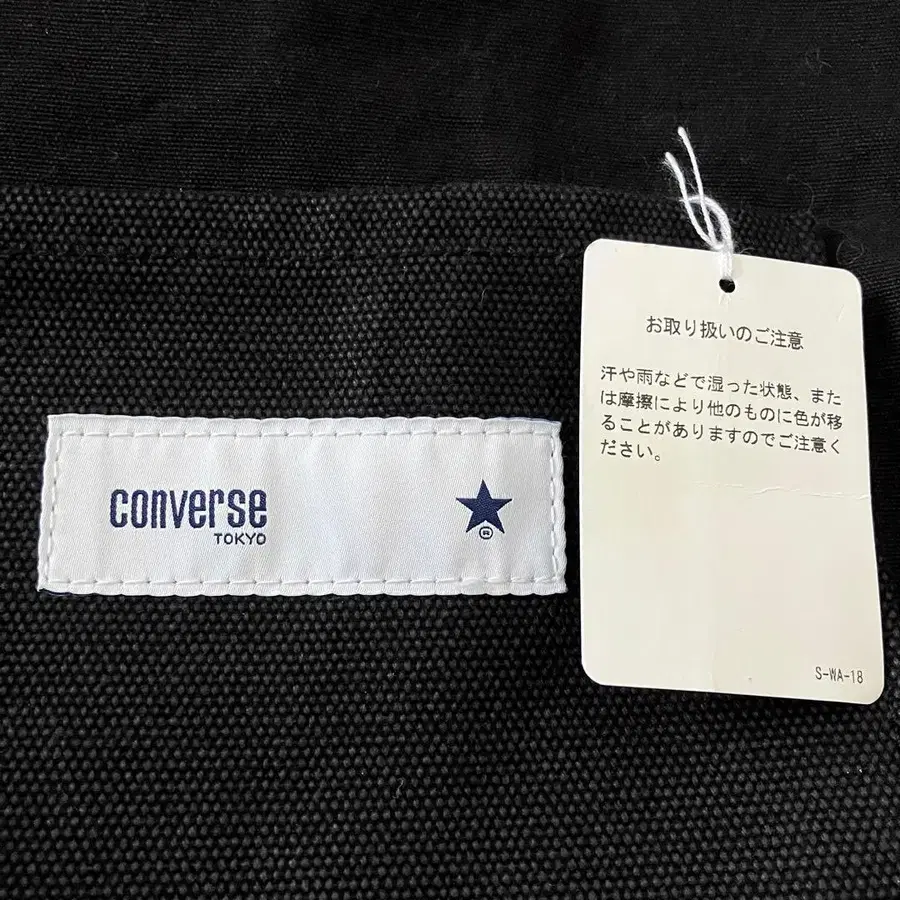 converse
TOKYO
®
お取り扱いのご注意
汗や雨などで湿った状態、また
は摩擦により他のものに色が移
ることがありますのでご注意く
ださい。
S-WA-18